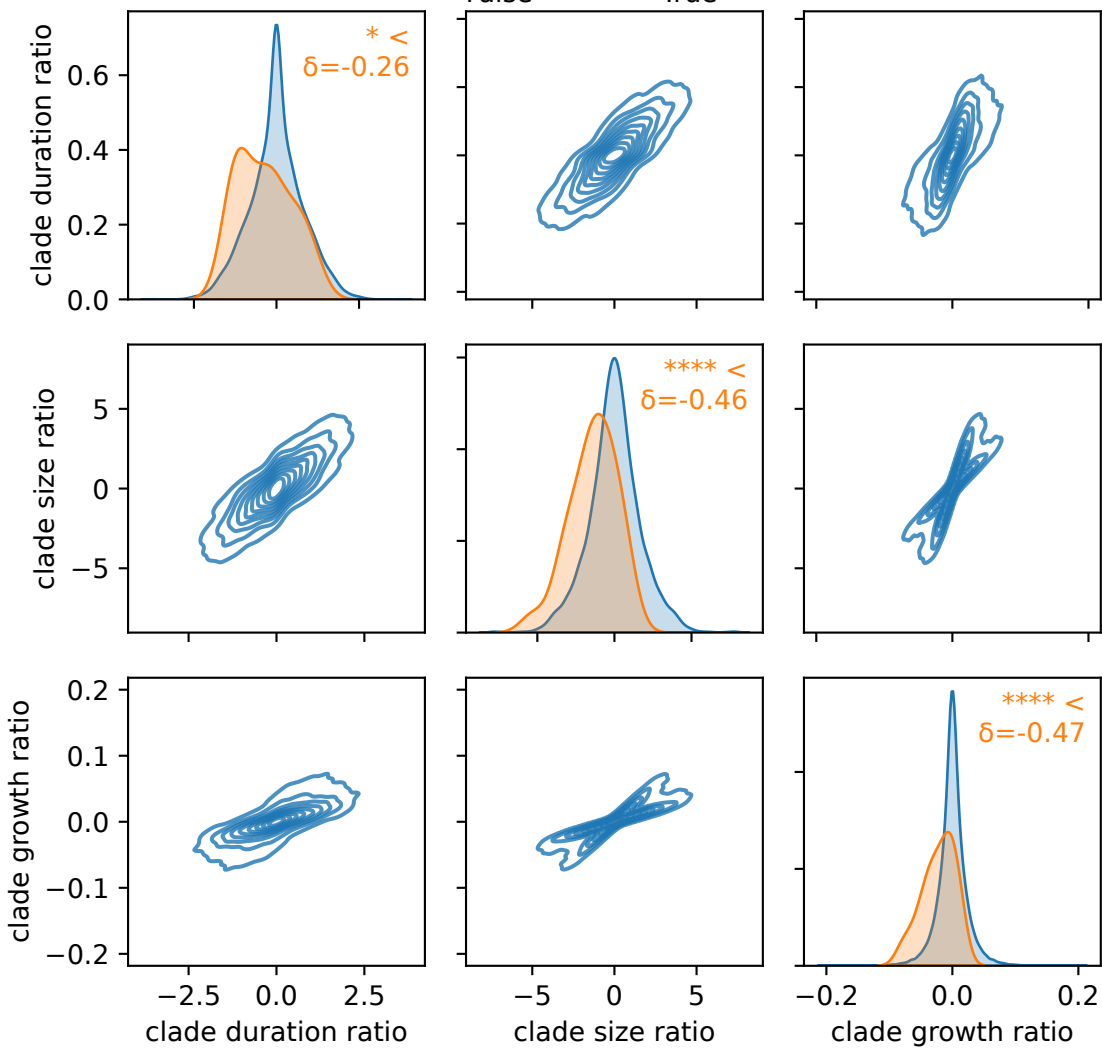 True
clade duration ratio
0.6
0.4
0.2
0.0
* <
δ=-0.26
clade size ratio
5
0
−5
**** <
δ=-0.46
clade growth ratio
0.2
0.1
0.0
−0.1
−0.2
**** <
δ=-0.47
−2.5
0.0
2.5
−5
0
5
−0.2
0.0
0.2
clade duration ratio
clade size ratio
clade growth ratio